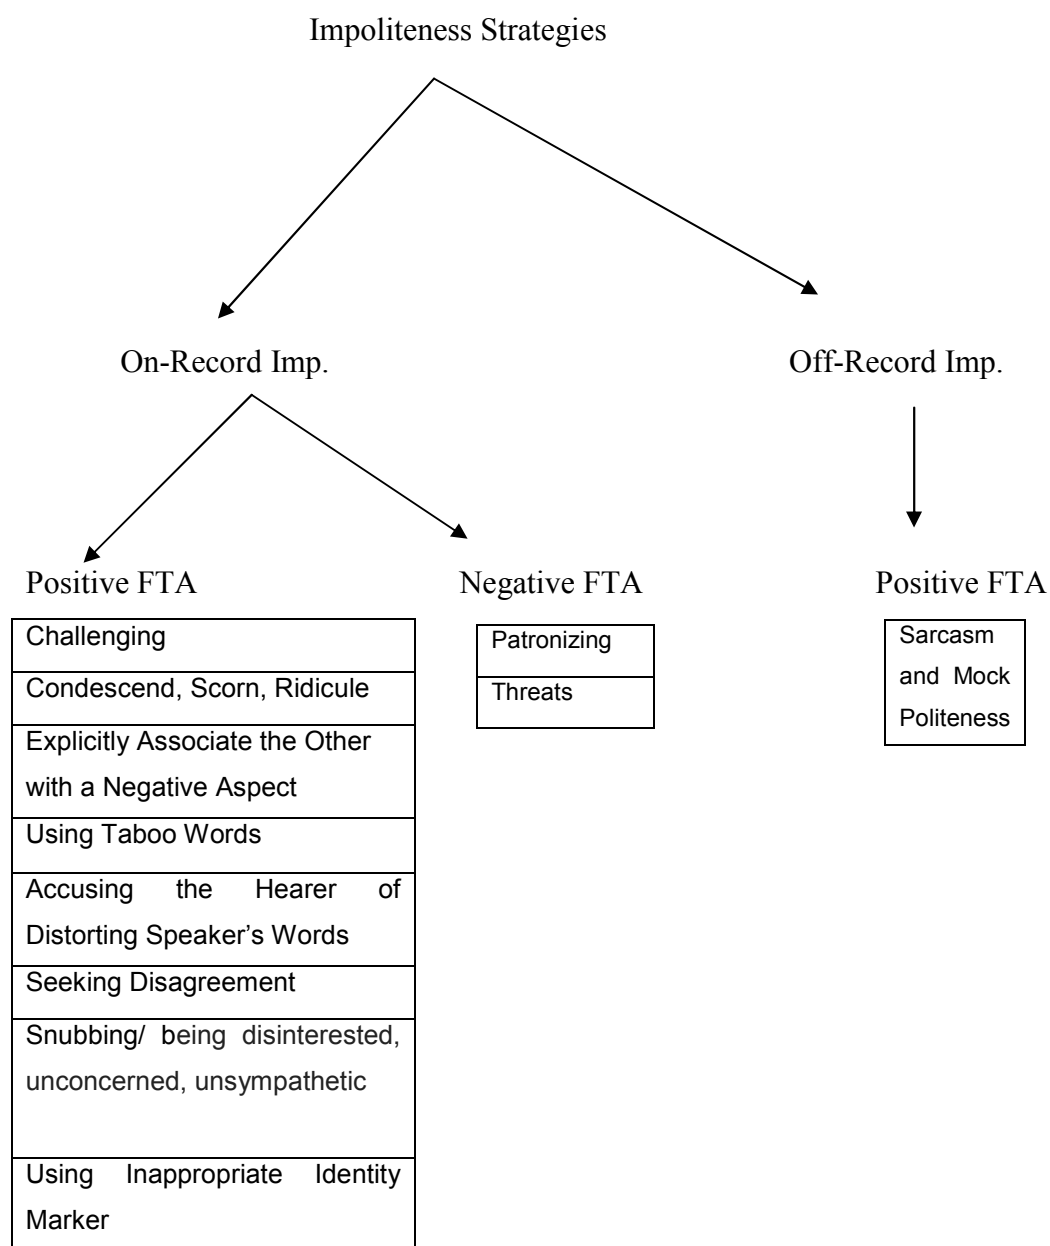 Impoliteness Strategies
On-Record Imp.
Off-Record Imp.
Positive FTA
Negative FTA
Positive FTA
Challenging
Condescend, Scorn, Ridicule
Explicitly Associate the Other
with a Negative Aspect
Using Taboo Words
Accusing the Hearer of
Distorting Speaker’s Words
Seeking Disagreement
Snubbing/ being disinterested,
unconcerned, unsympathetic
Using Inappropriate Identity
Marker
Patronizing
Threats
Sarcasm
and Mock
Politeness